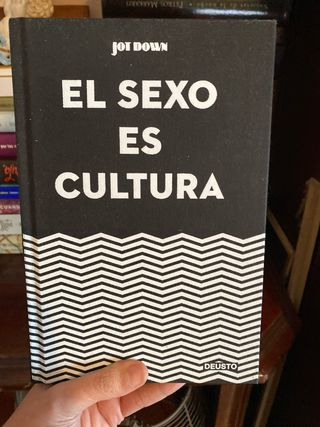 JOT DOWN
EL SEXO
ES
CULTURA
DEUSTO